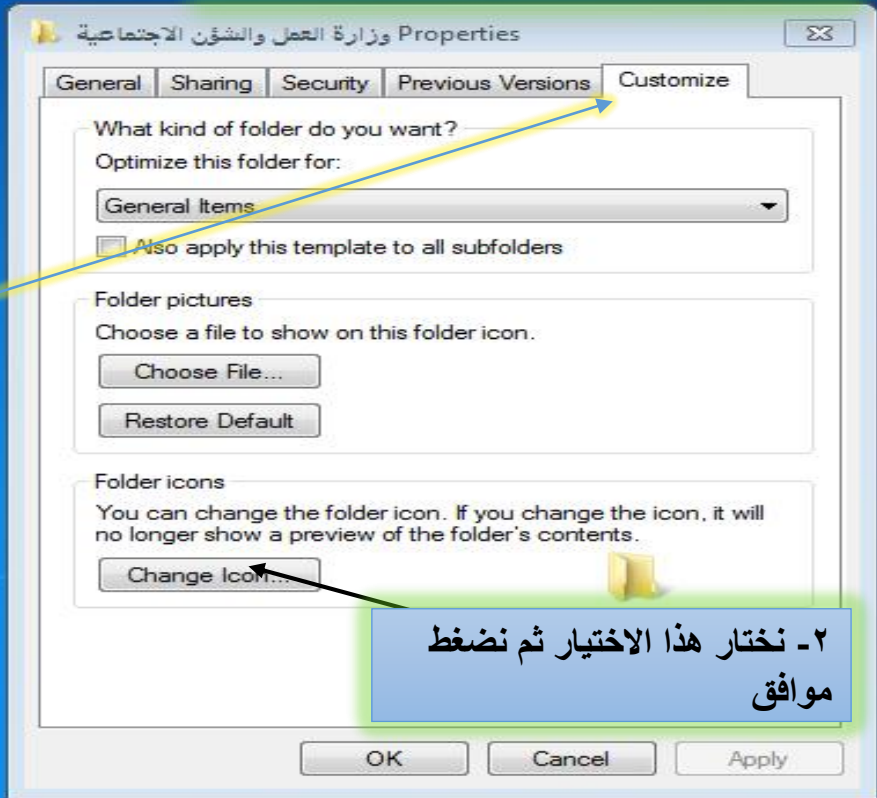 وزارة العمل والشؤن الاجتماعية Properties
General Sharing Security Previous Versions Customize
What kind of folder do you want?
Optimize this folder for:
General Items
Also apply this template to all subfolders
Folder pictures
Choose a file to show on this folder icon.
Choose File...
Restore Default
Folder icons
You can change the folder icon. If you change the icon, it will
no longer show a preview of the folder's contents.
Change Icon...
٢- نختار هذا الاختيار ثم نضغط
موافق
OK Cancel Apply